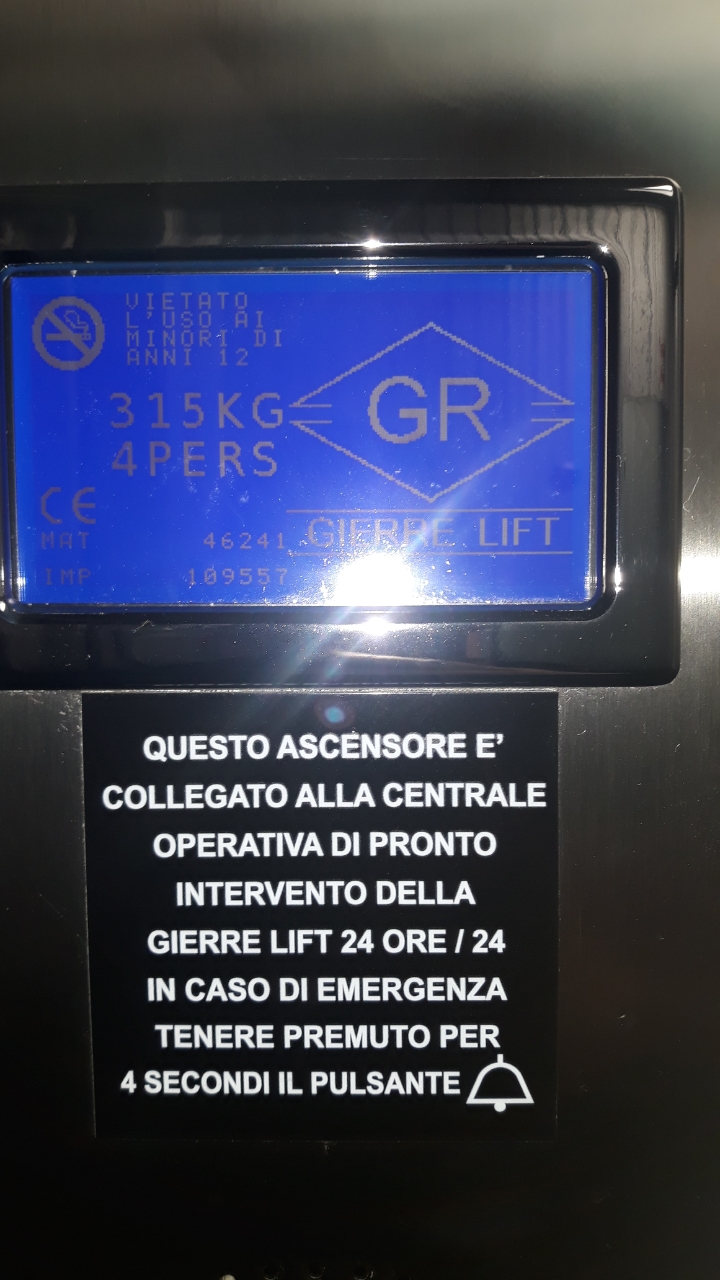 VIETATO
L'USO AI
MINORI DI
ANNI 12
315KG
4PERS
CE
MAT 46241
IMP 109557
GR
GIERRE LIFT
QUESTO ASCENSORE E'
COLLEGATO ALLA CENTRALE
OPERATIVA DI PRONTO
INTERVENTO DELLA
GIERRE LIFT 24 ORE / 24
IN CASO DI EMERGENZA
TENERE PREMUTO PER
4 SECONDI IL PULSANTE